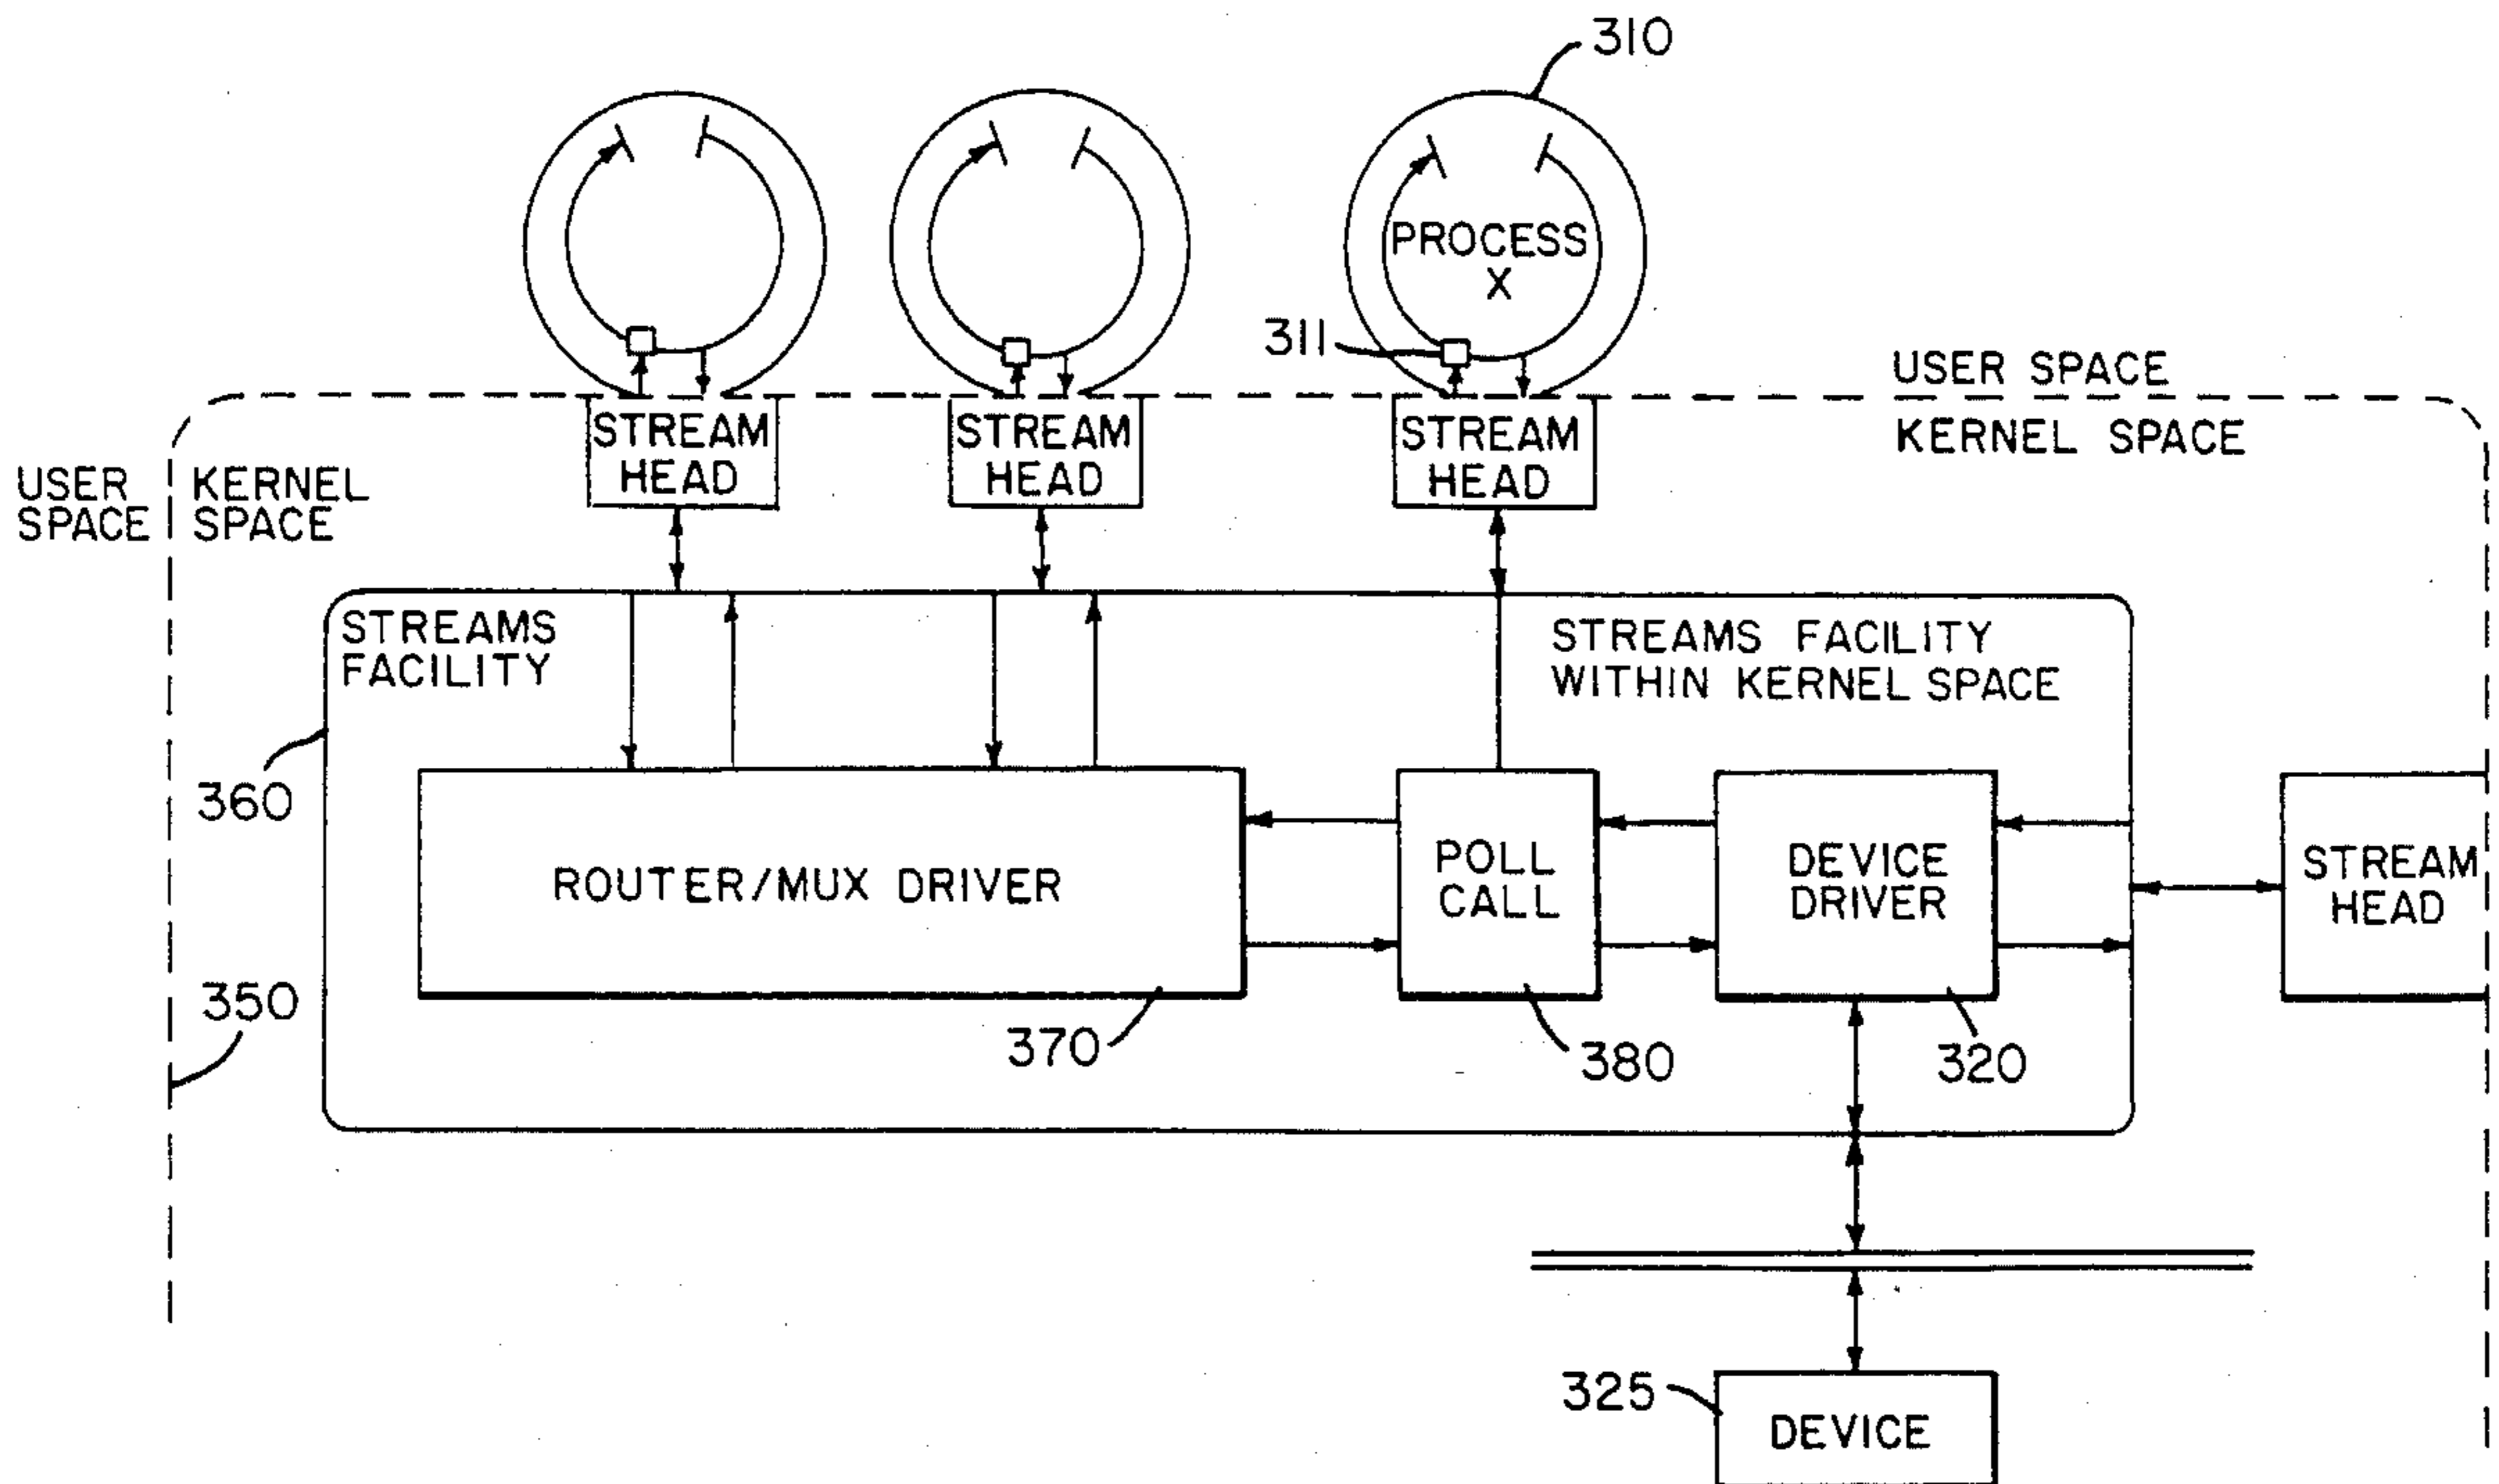 310
PROCESS
X
311
USER SPACE
KERNEL SPACE
STREAM
HEAD
STREAM
HEAD
STREAM
HEAD
USER
SPACE
KERNEL
SPACE
STREAMS
FACILITY
STREAMS FACILITY
WITHIN KERNEL SPACE
360
ROUTER/MUX DRIVER
POLL
CALL
DEVICE
DRIVER
STREAM
HEAD
350
370
380
320
325
DEVICE